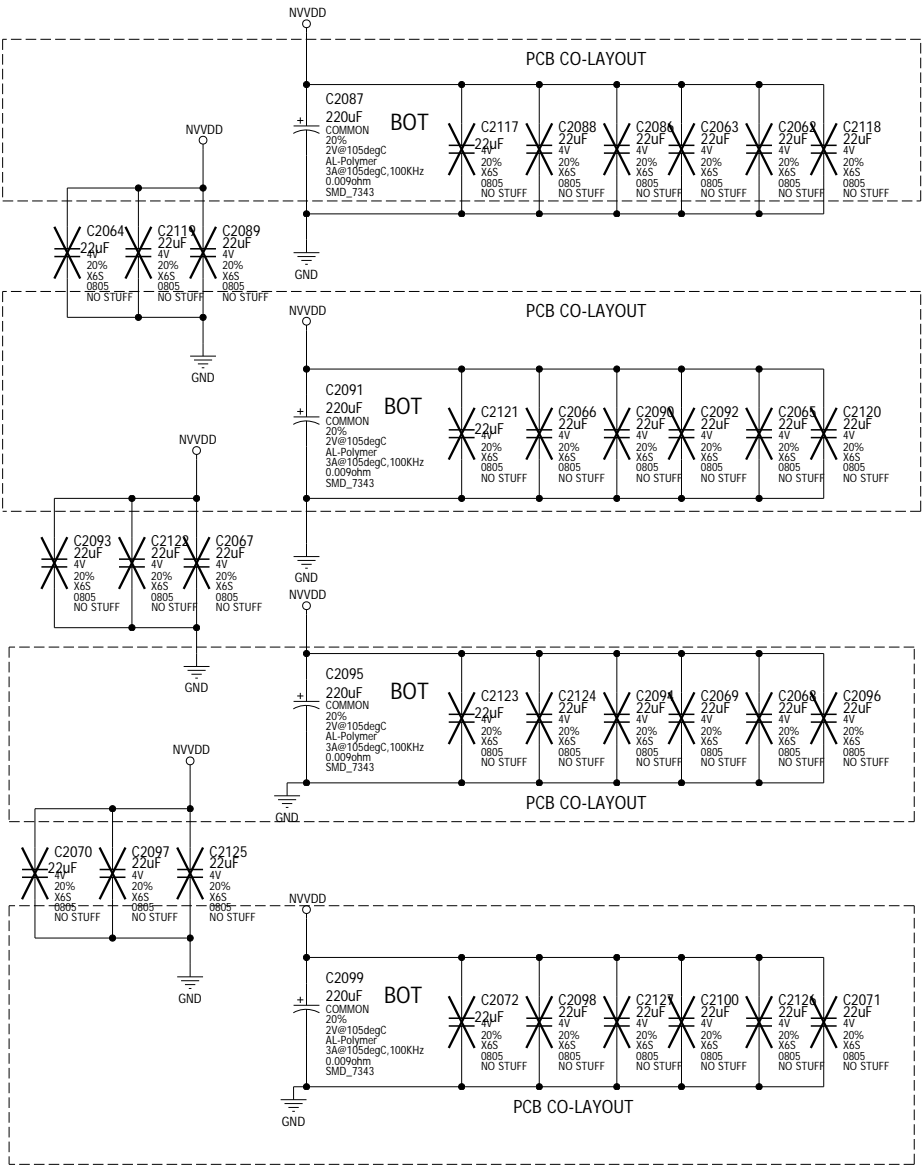 NVVDD
PCB CO-LAYOUT
C2087
220uF
COMMON
20%
2V@105degC
AL-Polymer
3A@105degC,100KHz
0.009ohm
SMD_7343
BOT
C2117
22uF
4V
20%
X6S
0805
NO STUFF
C2088
22uF
4V
20%
X6S
0805
NO STUFF
C2086
22uF
4V
20%
X6S
0805
NO STUFF
C2063
22uF
4V
20%
X6S
0805
NO STUFF
C2062
22uF
4V
20%
X6S
0805
NO STUFF
C2118
22uF
4V
20%
X6S
0805
NO STUFF
GND
NVVDD
C2064
22uF
4V
20%
X6S
0805
NO STUFF
C2119
22uF
4V
20%
X6S
0805
NO STUFF
C2089
22uF
4V
20%
X6S
0805
NO STUFF
GND
NVVDD
PCB CO-LAYOUT
C2091
220uF
COMMON
20%
2V@105degC
AL-Polymer
3A@105degC,100KHz
0.009ohm
SMD_7343
BOT
C2121
22uF
4V
20%
X6S
0805
NO STUFF
C2066
22uF
4V
20%
X6S
0805
NO STUFF
C2090
22uF
4V
20%
X6S
0805
NO STUFF
C2092
22uF
4V
20%
X6S
0805
NO STUFF
C2065
22uF
4V
20%
X6S
0805
NO STUFF
C2120
22uF
4V
20%
X6S
0805
NO STUFF
GND
NVVDD
C2093
22uF
4V
20%
X6S
0805
NO STUFF
C2122
22uF
4V
20%
X6S
0805
NO STUFF
C2067
22uF
4V
20%
X6S
0805
NO STUFF
GND
NVVDD
C2095
220uF
COMMON
20%
2V@105degC
AL-Polymer
3A@105degC,100KHz
0.009ohm
SMD_7343
BOT
C2123
22uF
4V
20%
X6S
0805
NO STUFF
C2124
22uF
4V
20%
X6S
0805
NO STUFF
C2094
22uF
4V
20%
X6S
0805
NO STUFF
C2069
22uF
4V
20%
X6S
0805
NO STUFF
C2068
22uF
4V
20%
X6S
0805
NO STUFF
C2096
22uF
4V
20%
X6S
0805
NO STUFF
GND
PCB CO-LAYOUT
NVVDD
C2070
22uF
4V
20%
X6S
0805
NO STUFF
C2097
22uF
4V
20%
X6S
0805
NO STUFF
C2125
22uF
4V
20%
X6S
0805
NO STUFF
GND
NVVDD
C2099
220uF
COMMON
20%
2V@105degC
AL-Polymer
3A@105degC,100KHz
0.009ohm
SMD_7343
BOT
C2072
22uF
4V
20%
X6S
0805
NO STUFF
C2098
22uF
4V
20%
X6S
0805
NO STUFF
C2127
22uF
4V
20%
X6S
0805
NO STUFF
C2100
22uF
4V
20%
X6S
0805
NO STUFF
C2126
22uF
4V
20%
X6S
0805
NO STUFF
C2071
22uF
4V
20%
X6S
0805
NO STUFF
GND
PCB CO-LAYOUT